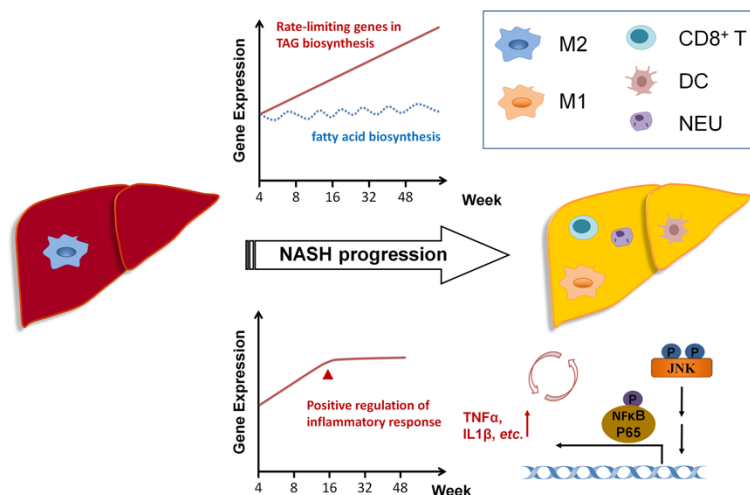 Rate-limiting genes in
TAG biosynthesis
Gene Expression
fatty acid biosynthesis
4 8 16 32 48
Week
M2
M1
CD8⁺ T
DC
NEU
NASH progression
Gene Expression
Positive regulation of
inflammatory response
4 8 16 32 48
Week
TNFα,
IL1β, etc.
P P
JNK
P
NFκB
P65